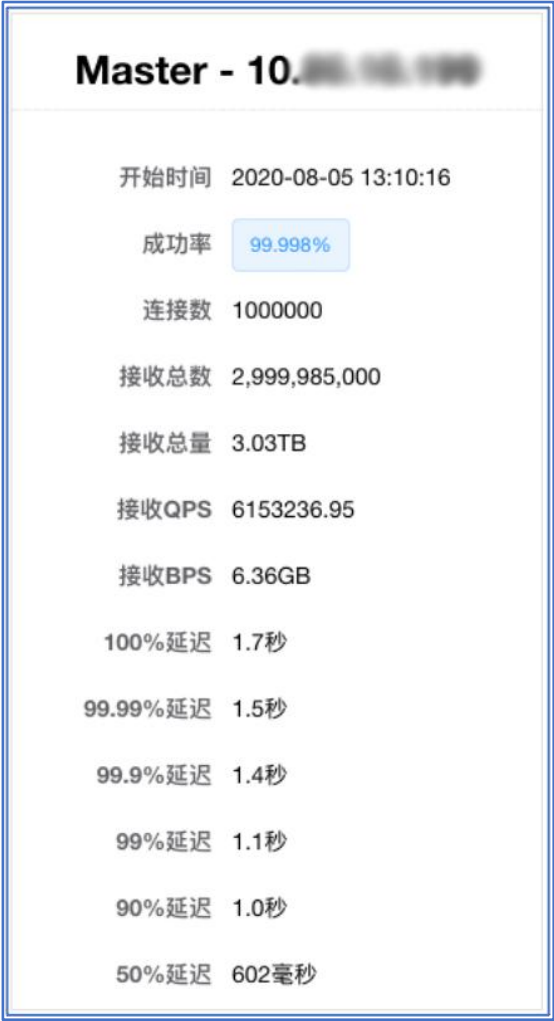 Master - 10.
开始时间 2020-08-05 13:10:16
成功率 99.998%
连接数 1000000
接收总数 2,999,985,000
接收总量 3.03TB
接收QPS 6153236.95
接收BPS 6.36GB
100%延迟 1.7秒
99.99%延迟 1.5秒
99.9%延迟 1.4秒
99%延迟 1.1秒
90%延迟 1.0秒
50%延迟 602毫秒